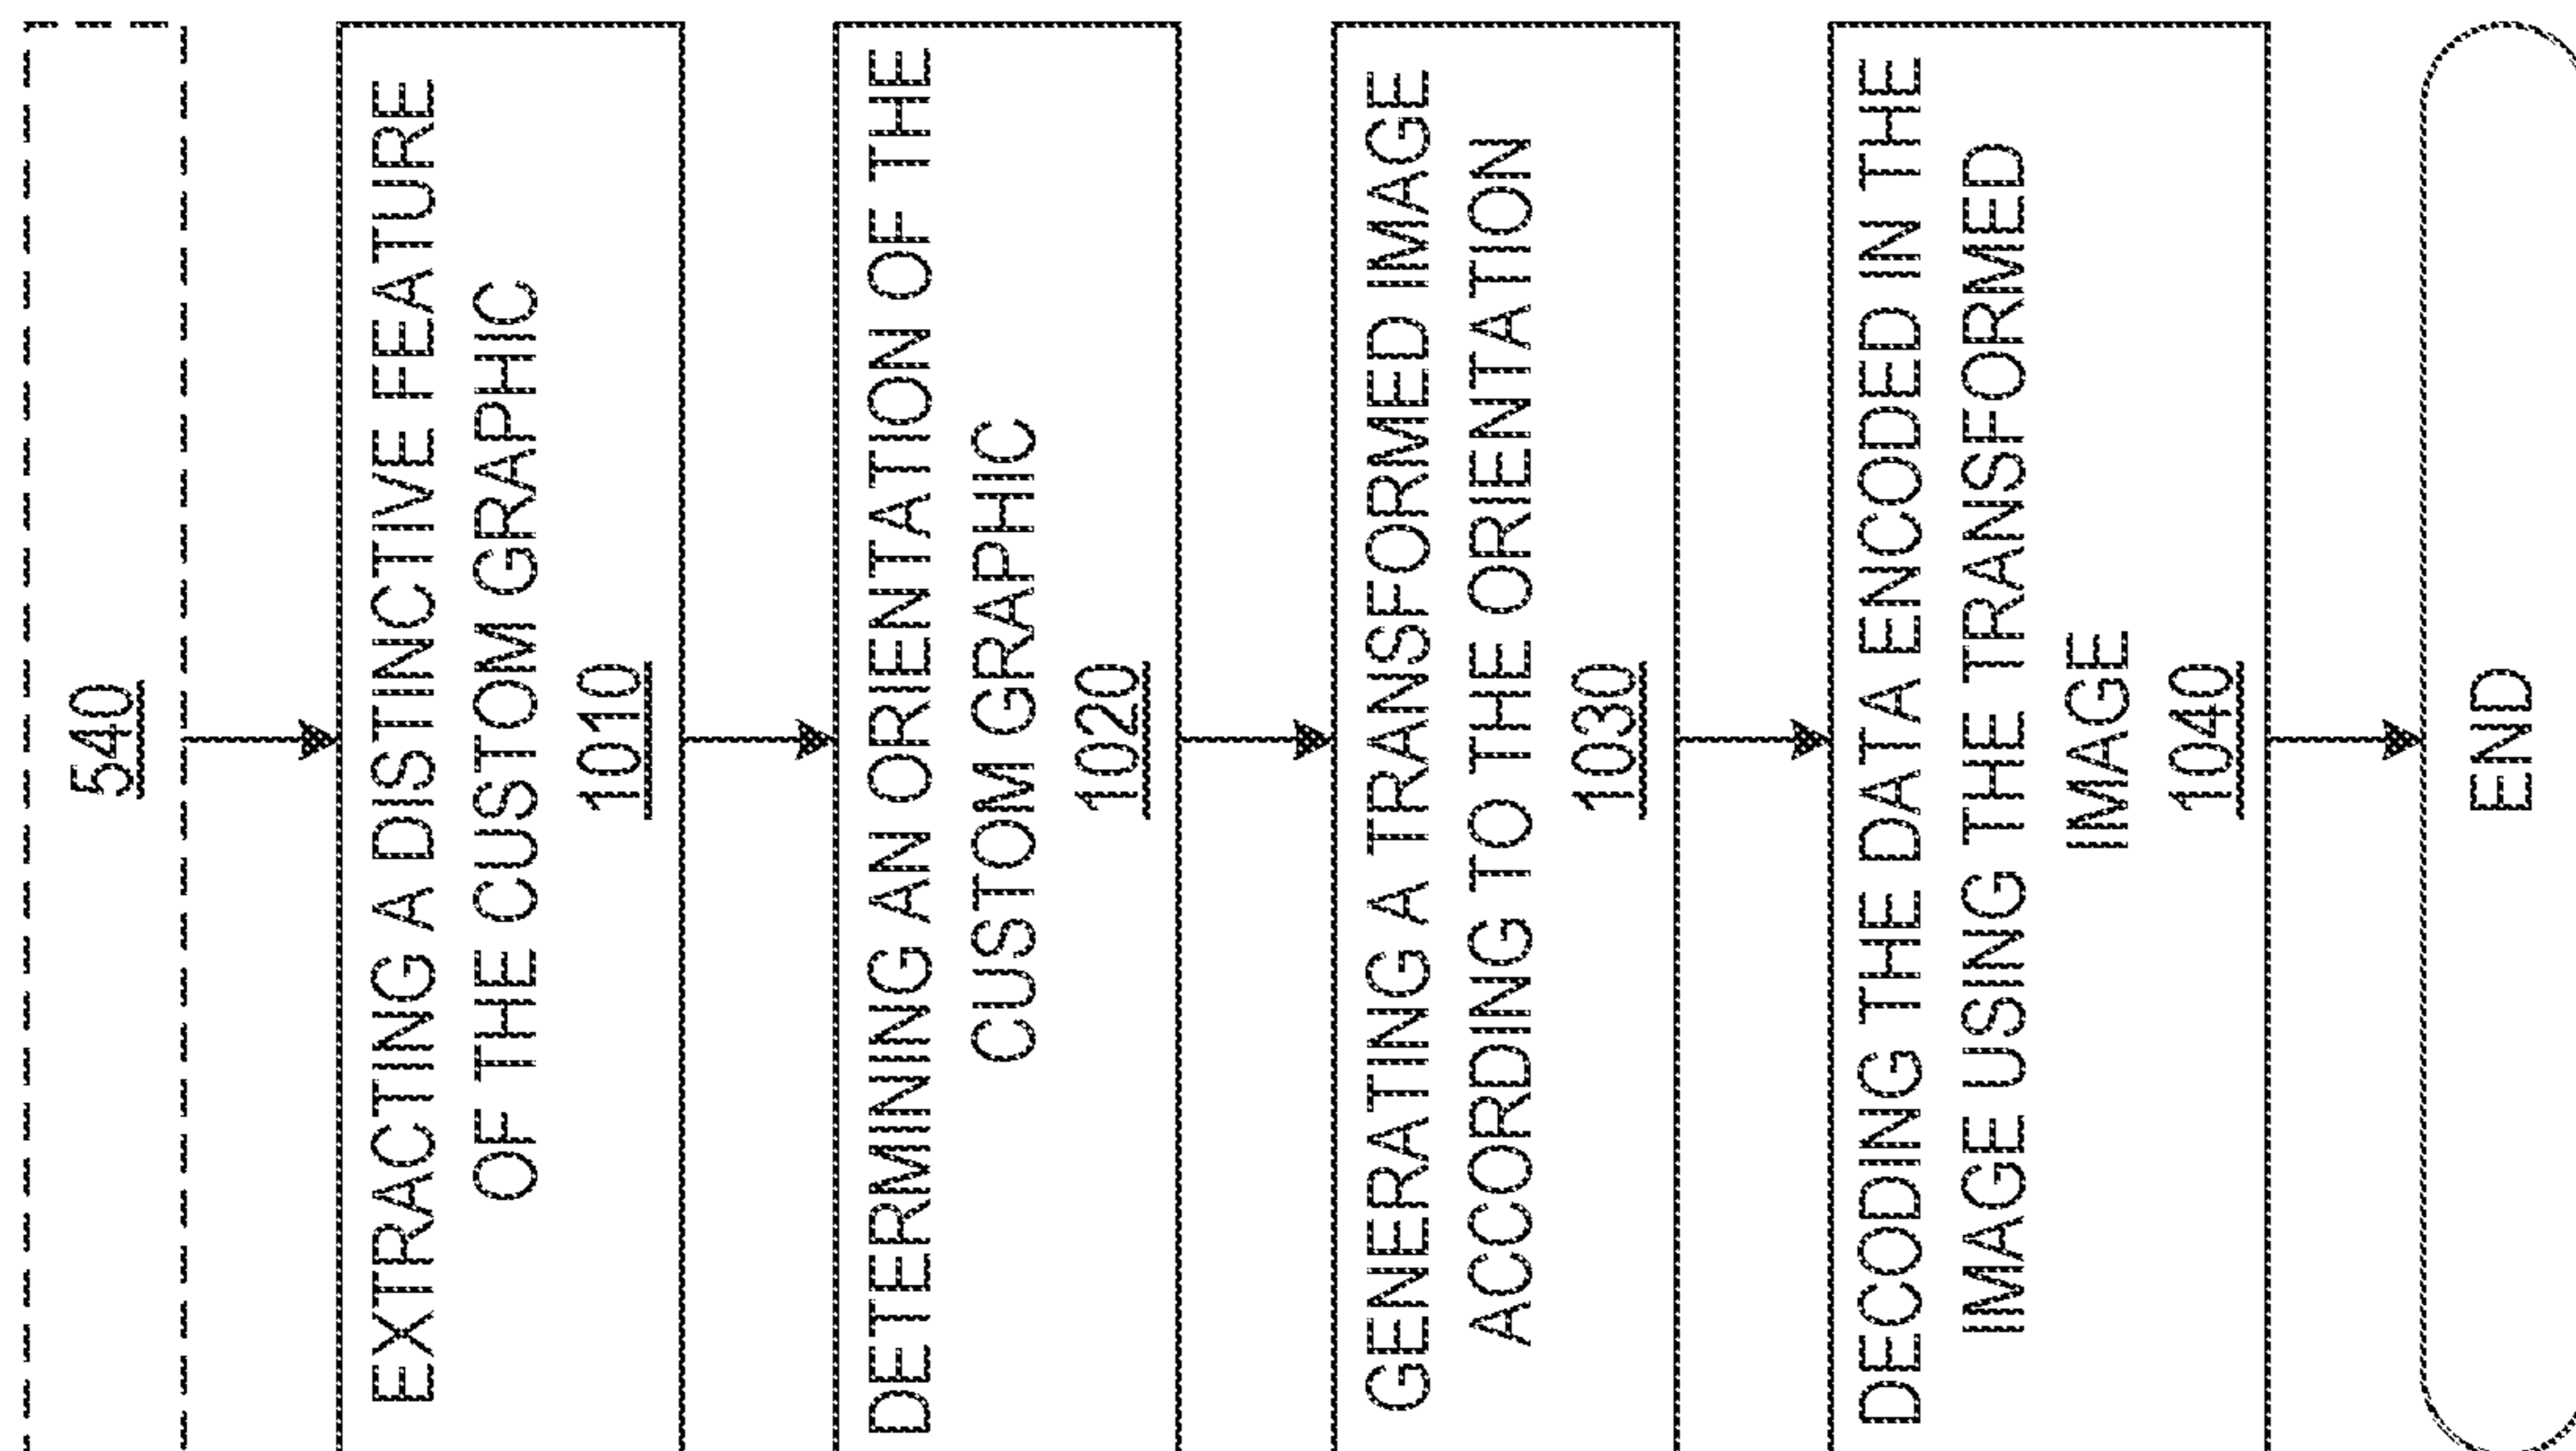 540
EXTRACTING A DISTINCTIVE FEATURE
OF THE CUSTOM GRAPHIC
1010
DETERMINING AN ORIENTATION OF THE
CUSTOM GRAPHIC
1020
GENERATING A TRANSFORMED IMAGE
ACCORDING TO THE ORIENTATION
1030
DECODING THE DATA ENCODED IN THE
IMAGE USING THE TRANSFORMED
IMAGE
1040
END